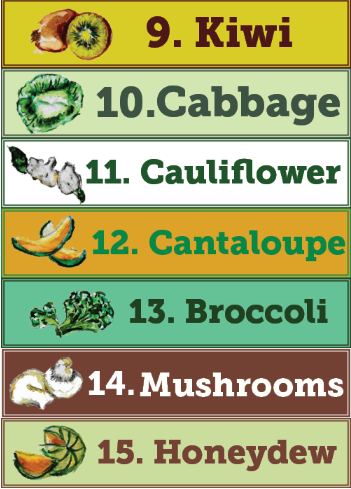 9. Kiwi
10.Cabbage
11. Cauliflower
12. Cantaloupe
13. Broccoli
14. Mushrooms
15. Honeydew